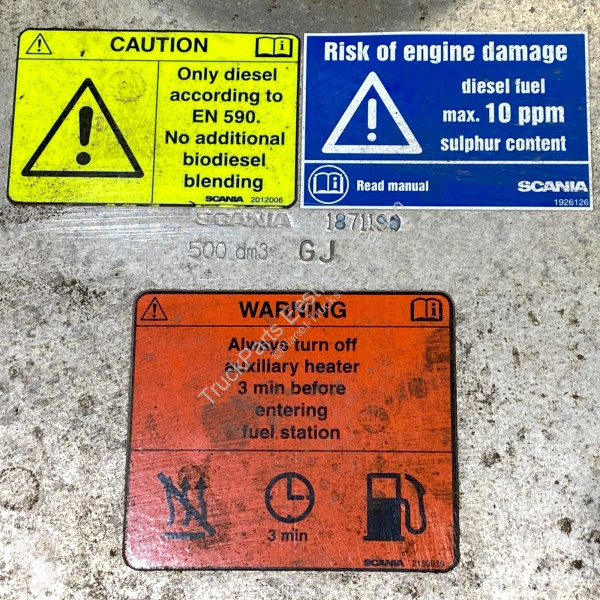 CAUTION
Only diesel
according to
EN 590.
No additional
biodiesel
blending
SCANIA 2012006
Risk of engine damage
diesel fuel
max. 10 ppm
sulphur content
Read manual
SCANIA
1926126
SCANIA
500 dm3 GJ
WARNING
Always turn off
auxiliary heater
3 min before
entering
fuel station
3 min
SCANIA
TruckParts Eesti